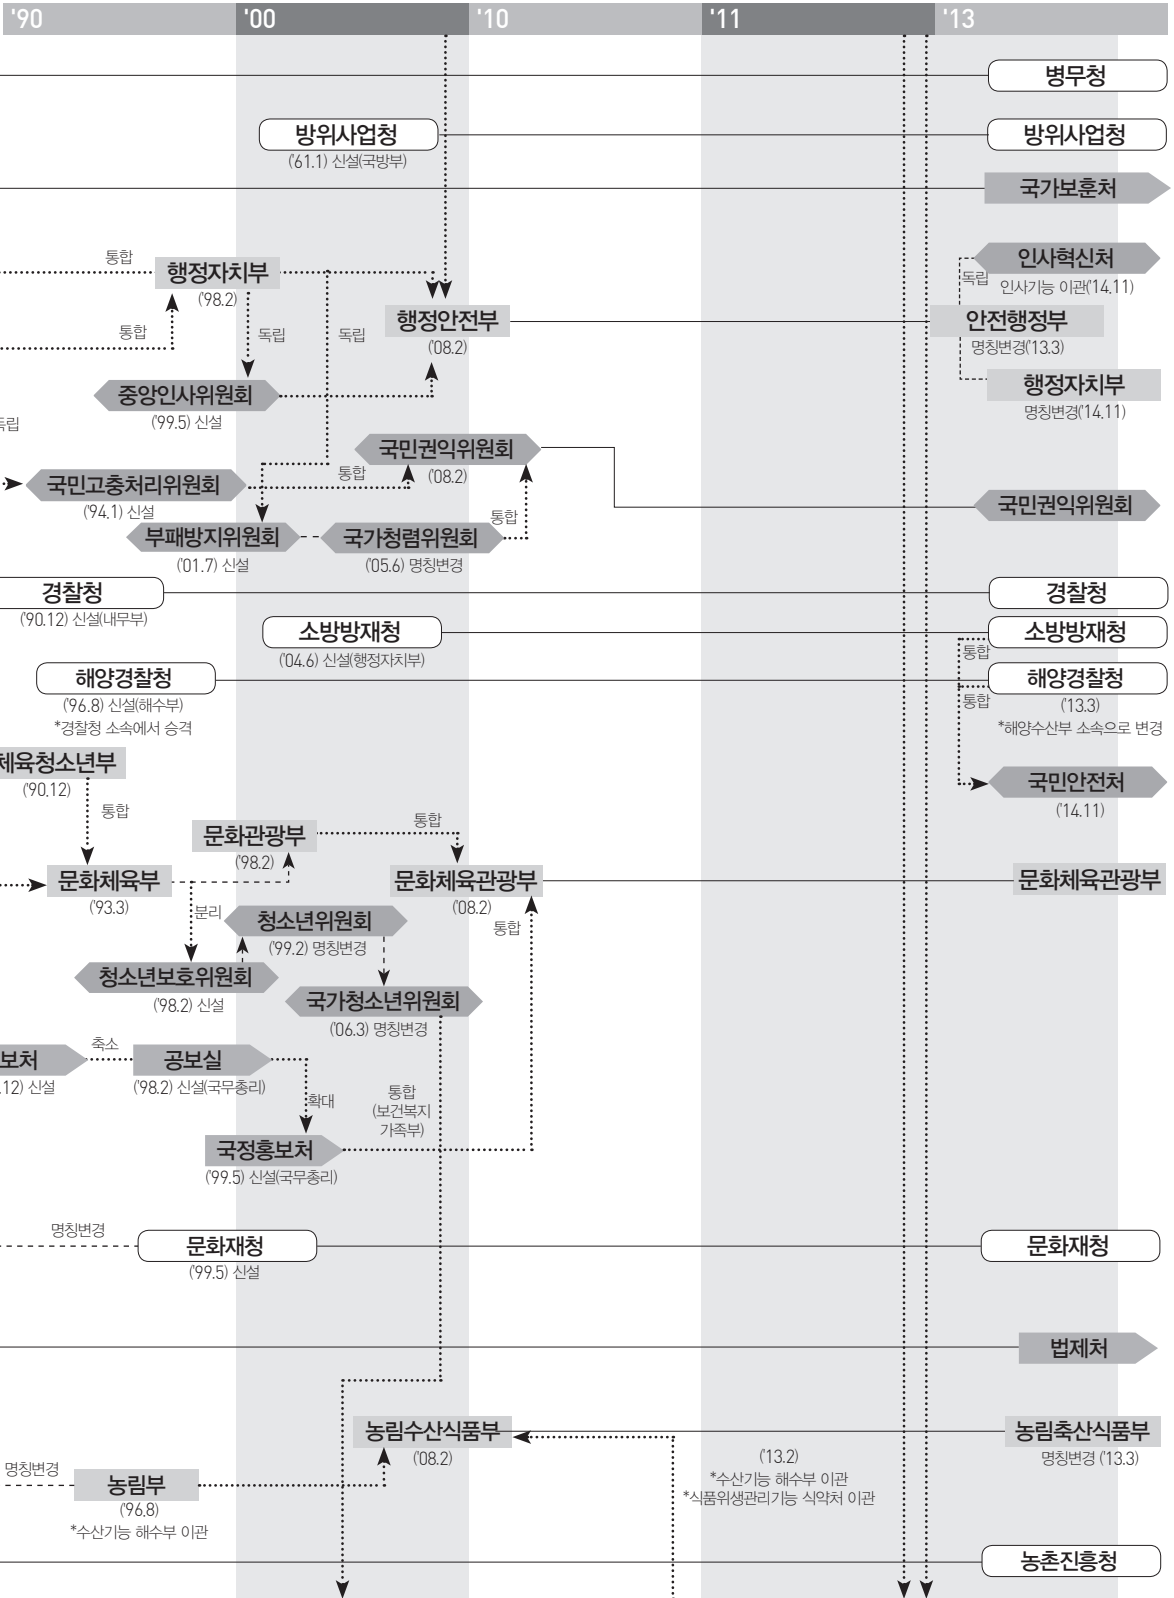 '90
'00
'10
'11
'13
병무청
방위사업청
('61.1) 신설(국방부)
방위사업청
국가보훈처
통합
행정자치부
('98.2)
통합
독립
독립
행정안전부
('08.2)
인사혁신처
독립
인사기능 이관('14.11)
안전행정부
명칭변경('13.3)
행정자치부
명칭변경('14.11)
중앙인사위원회
('99.5) 신설
독립
국민권익위원회
('08.2)
통합
국민고충처리위원회
('94.1) 신설
부패방지위원회
('01.7) 신설
국가청렴위원회
('05.6) 명칭변경
통합
국민권익위원회
경찰청
('90.12) 신설(내무부)
경찰청
소방방재청
('04.6) 신설(행정자치부)
소방방재청
통합
해양경찰청
('96.8) 신설(해수부)
*경찰청 소속에서 승격
해양경찰청
통합
('13.3)
*해양수산부 소속으로 변경
체육청소년부
('90.12)
통합
국민안전처
('14.11)
문화관광부
('98.2)
통합
문화체육부
('93.3)
문화체육관광부
('08.2)
문화체육관광부
분리
청소년위원회
('99.2) 명칭변경
통합
청소년보호위원회
('98.2) 신설
국가청소년위원회
('06.3) 명칭변경
보처
.12) 신설
축소
공보실
('98.2) 신설(국무총리)
확대
통합
(보건복지
가족부)
국정홍보처
('99.5) 신설(국무총리)
명칭변경
문화재청
('99.5) 신설
문화재청
법제처
농림수산식품부
('08.2)
농림축산식품부
명칭변경 ('13.3)
('13.2)
*수산기능 해수부 이관
*식품위생관리기능 식약처 이관
명칭변경
농림부
('96.8)
*수산기능 해수부 이관
농촌진흥청